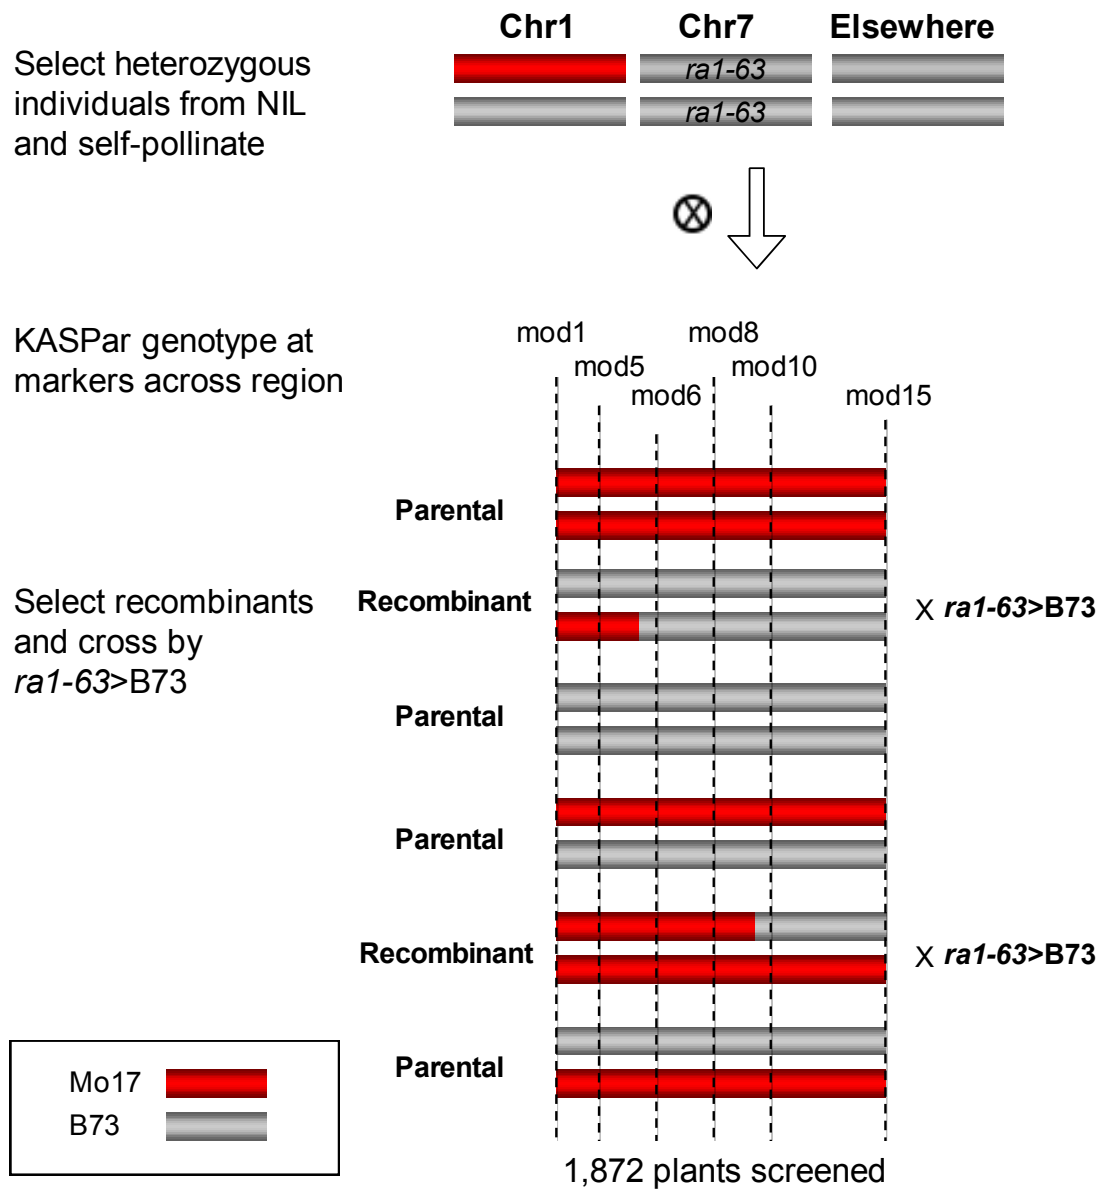 Chr1 Chr7 Elsewhere
Select heterozygous
individuals from NIL
and self-pollinate
ra1-63
ra1-63
X
KASPar genotype at
markers across region
mod1 mod8
mod5 mod10
mod6 mod15
Parental
Select recombinants
and cross by
ra1-63>B73
Recombinant X ra1-63>B73
Parental
Parental
Recombinant X ra1-63>B73
Parental
Mo17
B73
1,872 plants screened